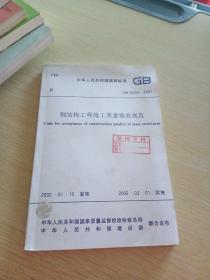 中华人民共和国国家标准
GB
P
GB 50205-2001
钢结构工程施工质量验收规范
Code for acceptance of construction quality of steel structures
2002-01-10 发布
2002-03-01 实施
中华人民共和国国家质量监督检验检疫总局
中华人民共和国建设部
联合发布